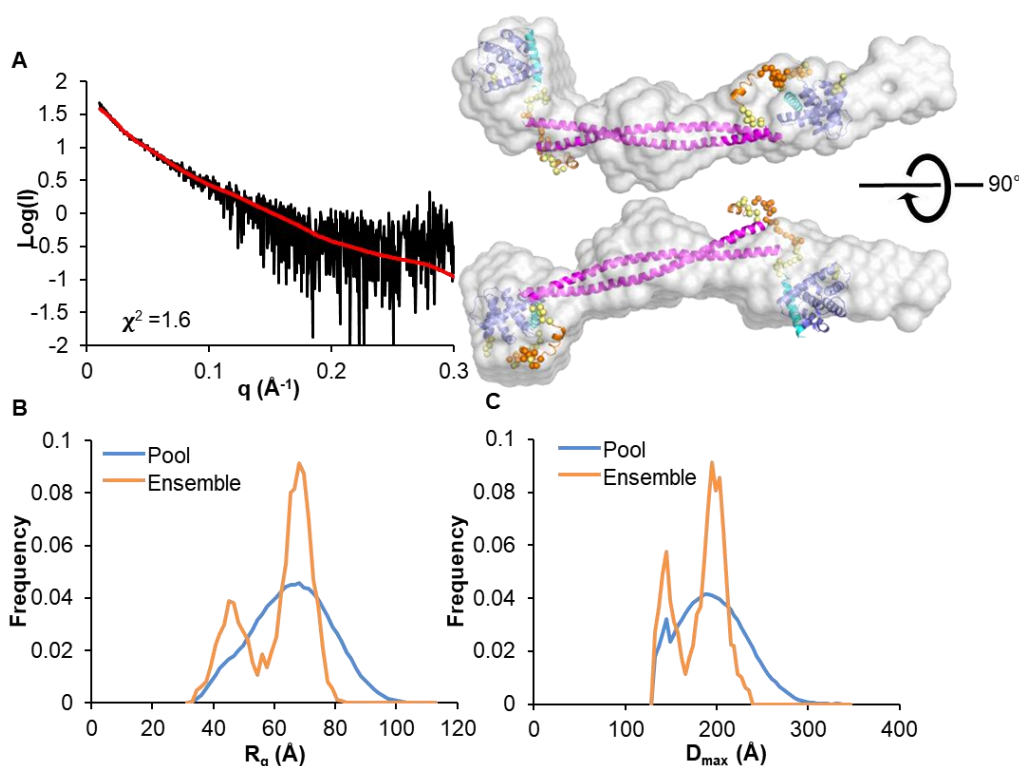 A
Log(I)
2
1.5
1
0.5
0
-0.5
-1
-1.5
-2
χ² =1.6
0
0.1
0.2
0.3
q (Å⁻¹)
90°
B
Frequency
0.1
0.08
0.06
0.04
0.02
0
Pool
Ensemble
0
20
40
60
80
100
120
Rg (Å)
C
Frequency
0.1
0.08
0.06
0.04
0.02
0
Pool
Ensemble
0
100
200
300
400
Dmax (Å)